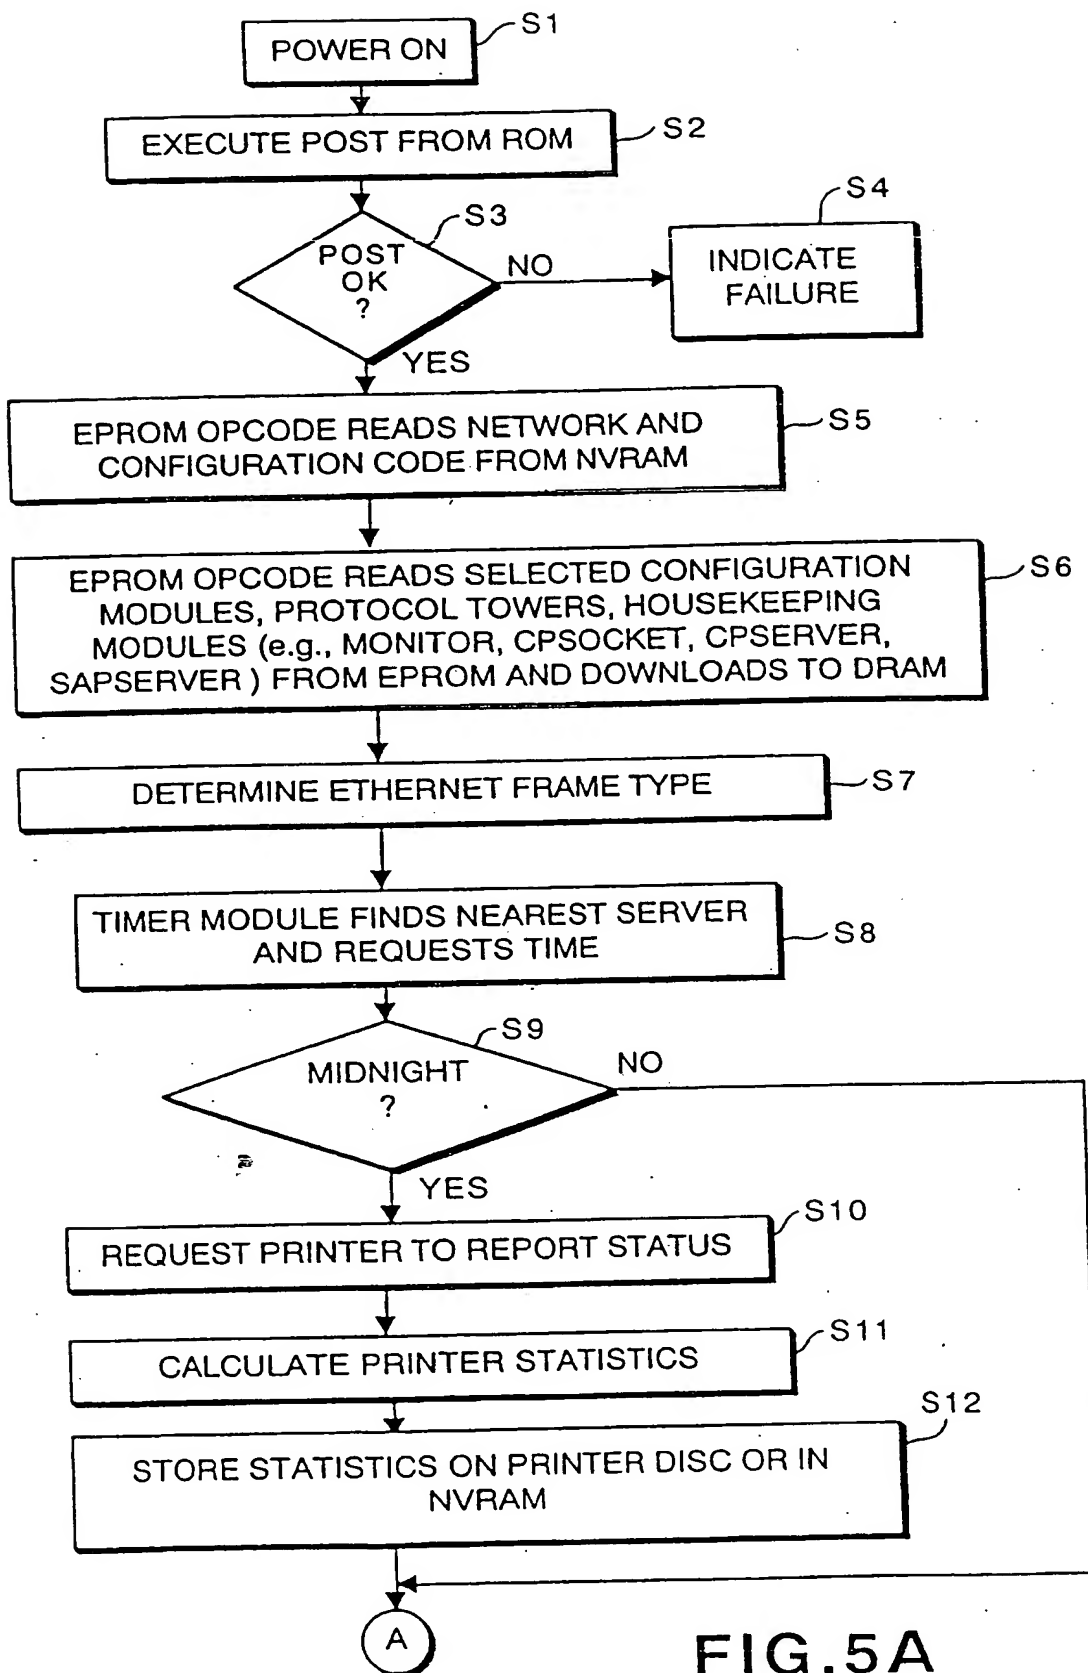 S1
POWER ON
EXECUTE POST FROM ROM
S2
S3
POST
OK
?
NO
YES
S4
INDICATE
FAILURE
EPROM OPCODE READS NETWORK AND
CONFIGURATION CODE FROM NVRAM
S5
EPROM OPCODE READS SELECTED CONFIGURATION
MODULES, PROTOCOL TOWERS, HOUSEKEEPING
MODULES (e.g., MONITOR, CPSOCKET, CPSERVER,
SAPSERVER ) FROM EPROM AND DOWNLOADS TO DRAM
S6
DETERMINE ETHERNET FRAME TYPE
S7
TIMER MODULE FINDS NEAREST SERVER
AND REQUESTS TIME
S8
S9
MIDNIGHT
?
NO
YES
S10
REQUEST PRINTER TO REPORT STATUS
S11
CALCULATE PRINTER STATISTICS
S12
STORE STATISTICS ON PRINTER DISC OR IN
NVRAM
A
FIG.5A